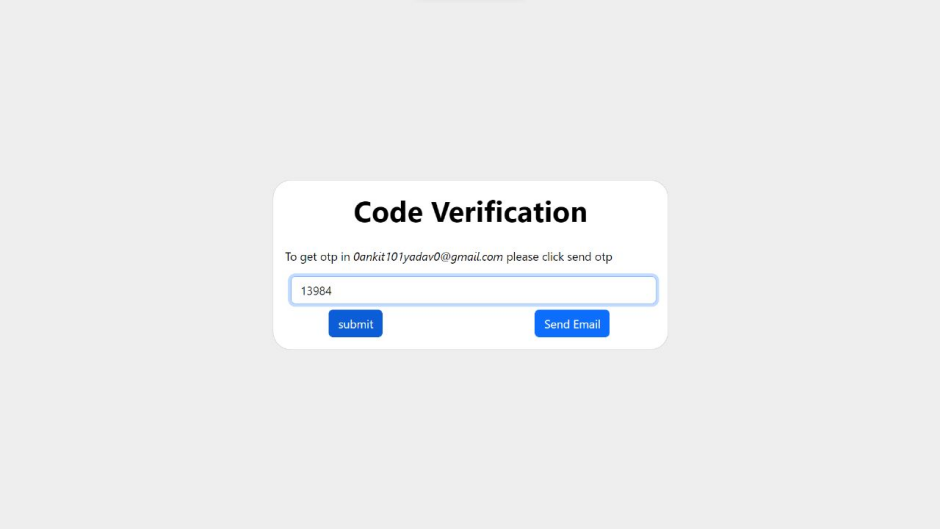 Code Verification
To get otp in 0ankit101yadav0@gmail.com please click send otp
13984
submit Send Email